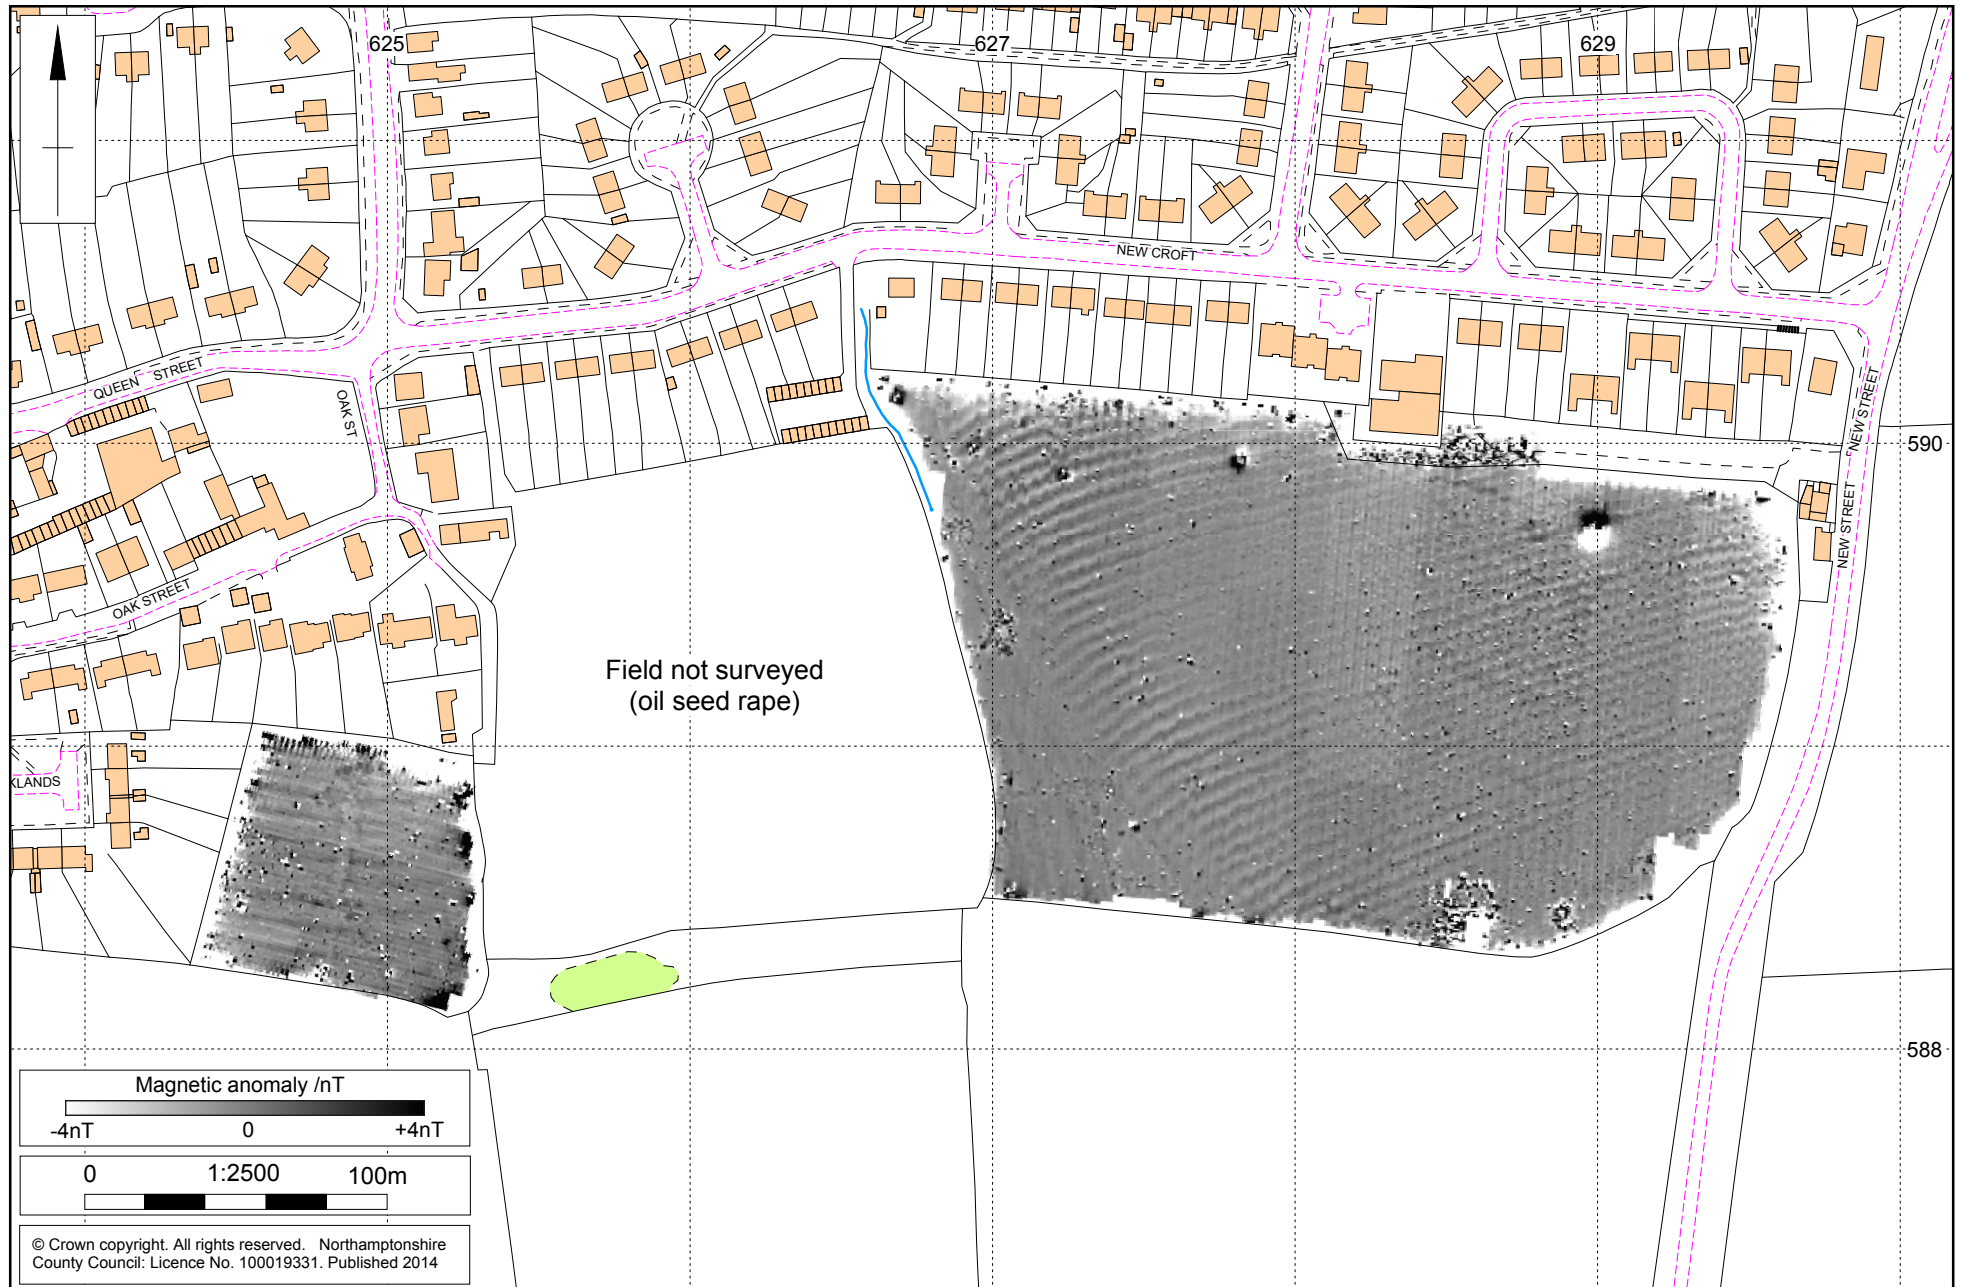 625
627
629
NEW CROFT
QUEEN STREET
OAK ST
NEW STREET
NEW STREET
590
OAK STREET
Field not surveyed
(oil seed rape)
KLANDS
588
Magnetic anomaly /nT
-4nT 0 +4nT
0 1:2500 100m
© Crown copyright. All rights reserved. Northamptonshire
County Council: Licence No. 100019331. Published 2014